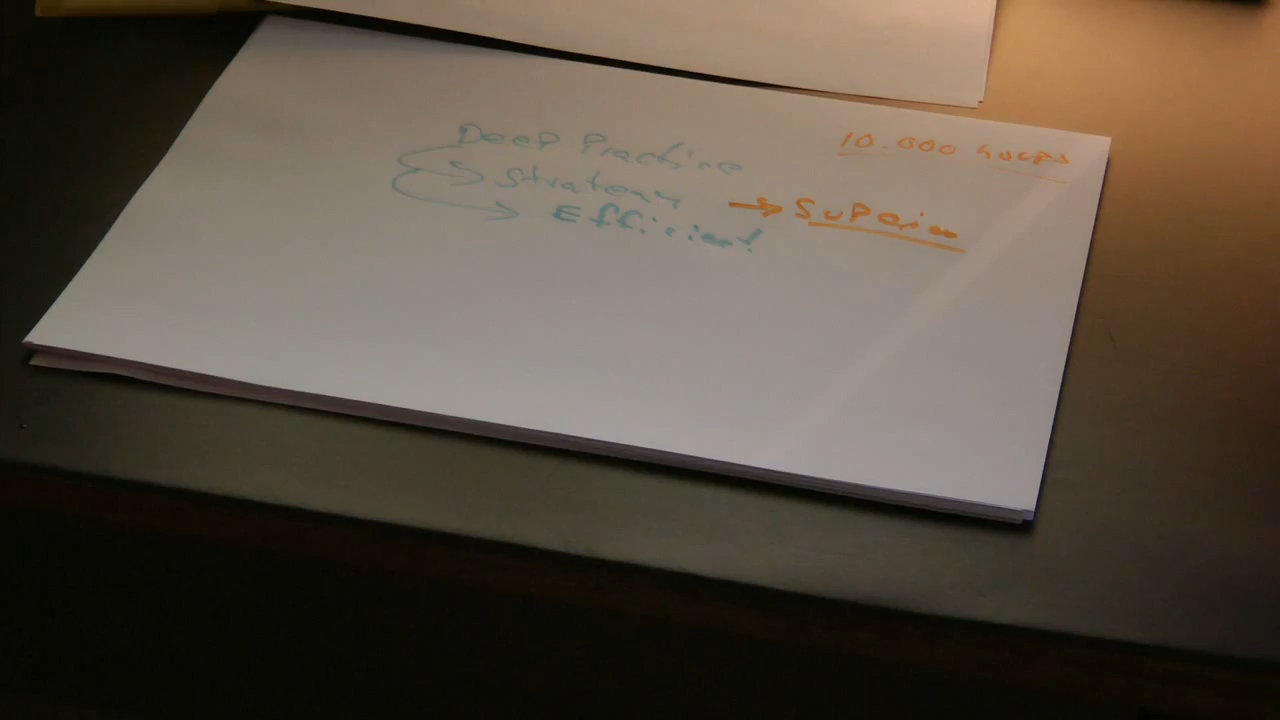 10.000 hours
Deep Practice
Strategy
Efficient!
→ Superior